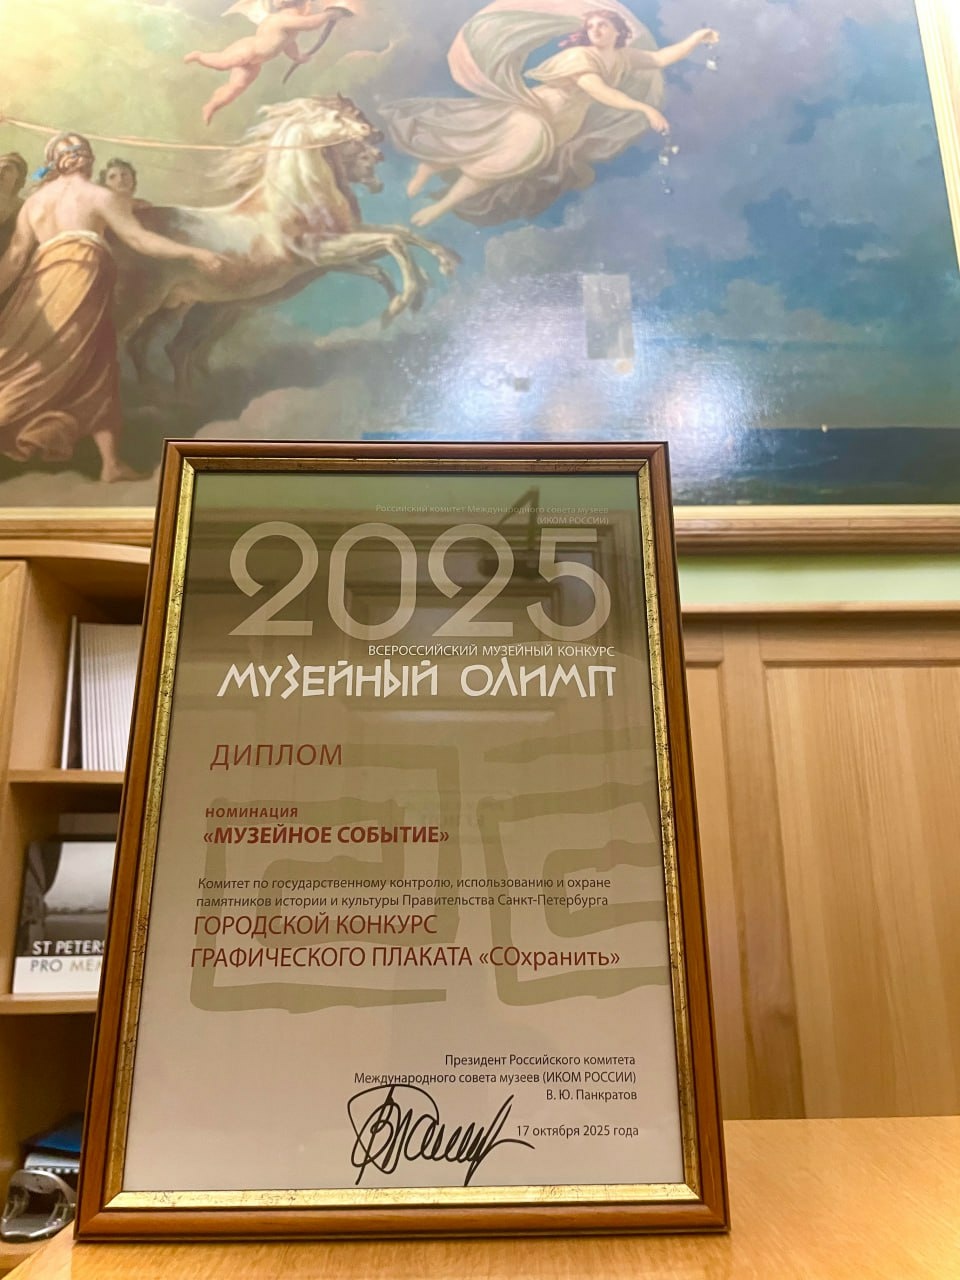 Российский комитет Международного совета музеев
(ИКОМ РОССИИ)
2025
ВСЕРОССИЙСКИЙ МУЗЕЙНЫЙ КОНКУРС
МУЗЕЙНЫЙ ОЛИМП
ДИПЛОМ
НОМИНАЦИЯ
«МУЗЕЙНОЕ СОБЫТИЕ»
Комитет по государственному контролю, использованию и охране
памятников истории и культуры Правительства Санкт-Петербурга
ГОРОДСКОЙ КОНКУРС
ГРАФИЧЕСКОГО ПЛАКАТА «СОхранить»
Президент Российского комитета
Международного совета музеев (ИКОМ РОССИИ)
В. Ю. Панкратов
17 октября 2025 года
ST PETERS
PRO ME